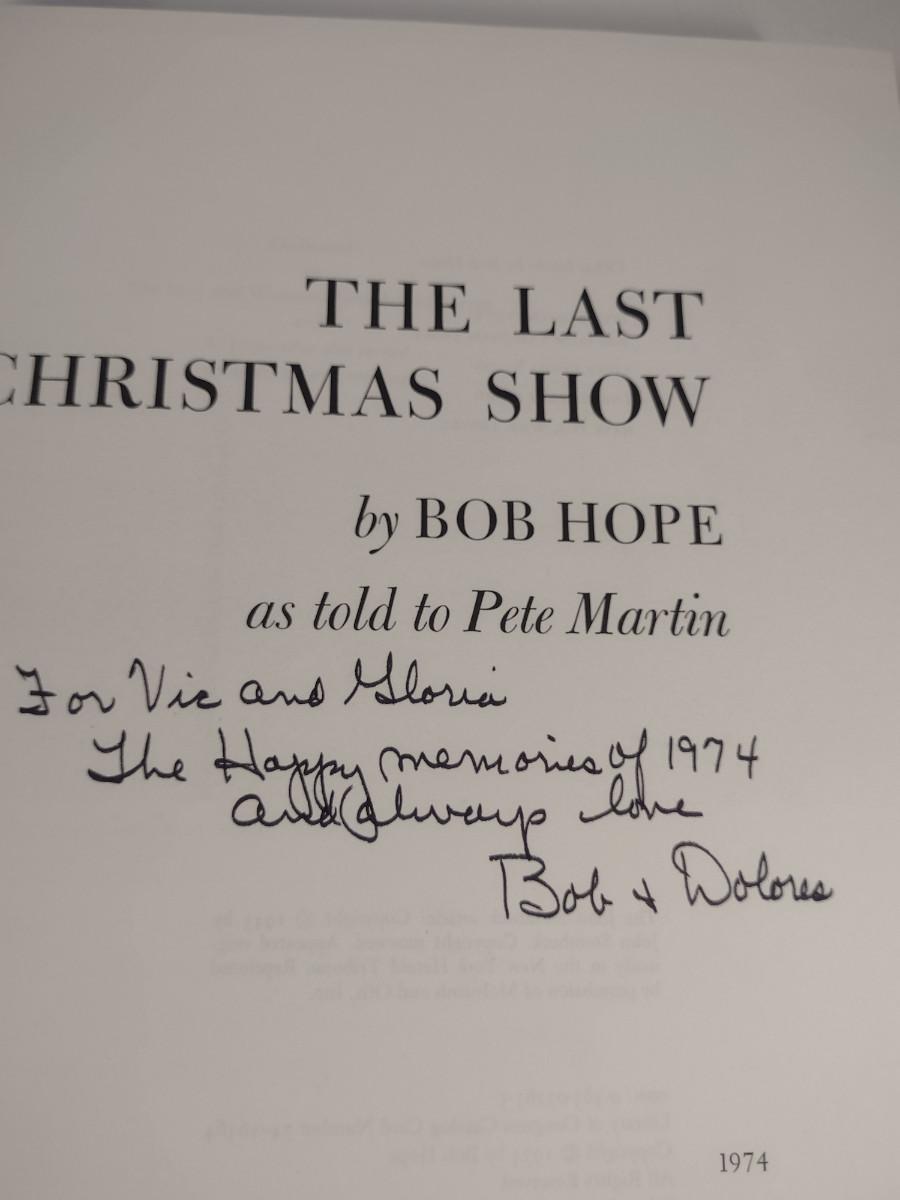 THE LAST
CHRISTMAS SHOW
by BOB HOPE
as told to Pete Martin
For Vic and Gloria
The Happy memories of 1974
and always love
Bob + Dolores
1974